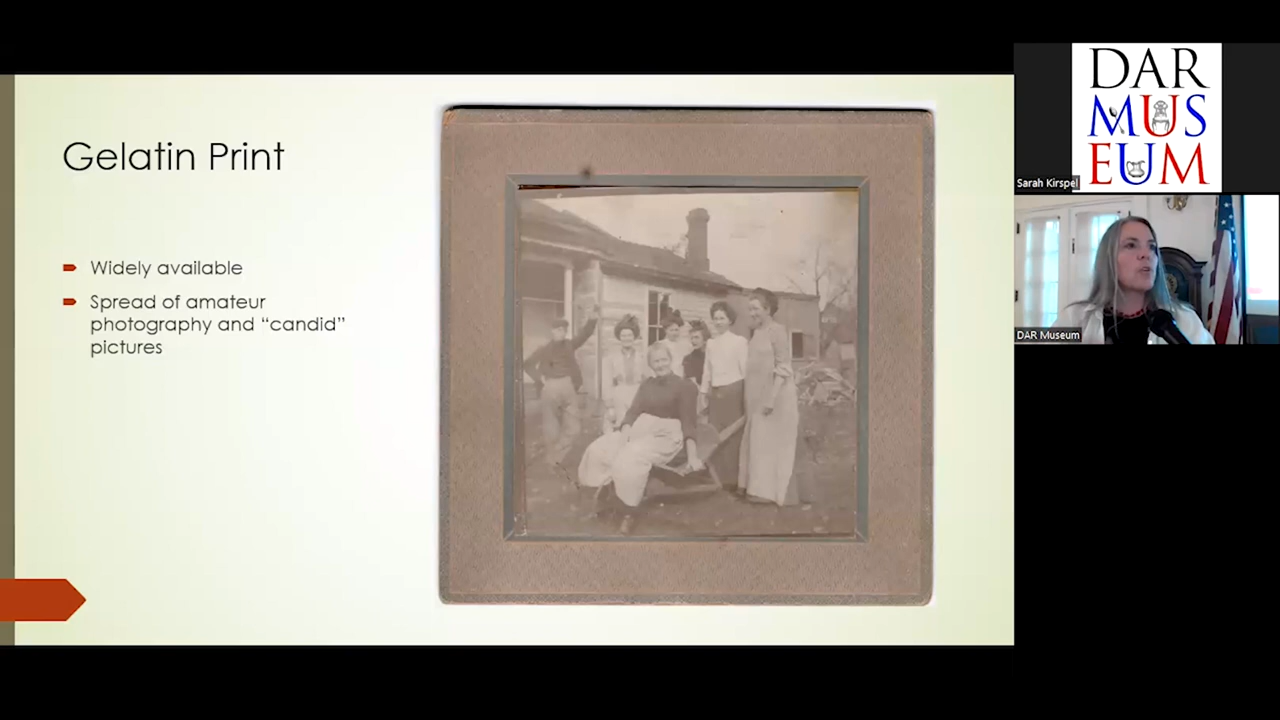 Gelatin Print
Widely available
Spread of amateur
photography and “candid”
pictures
DAR
MUS
EUM
Sarah Kirspel
DAR Museum